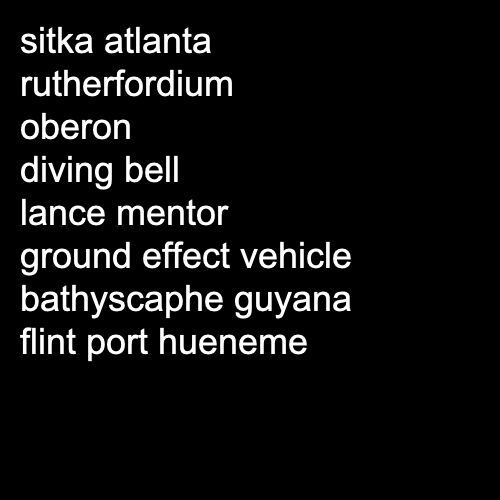 sitka atlanta
rutherfordium
oberon
diving bell
lance mentor
ground effect vehicle
bathyscaphe guyana
flint port hueneme